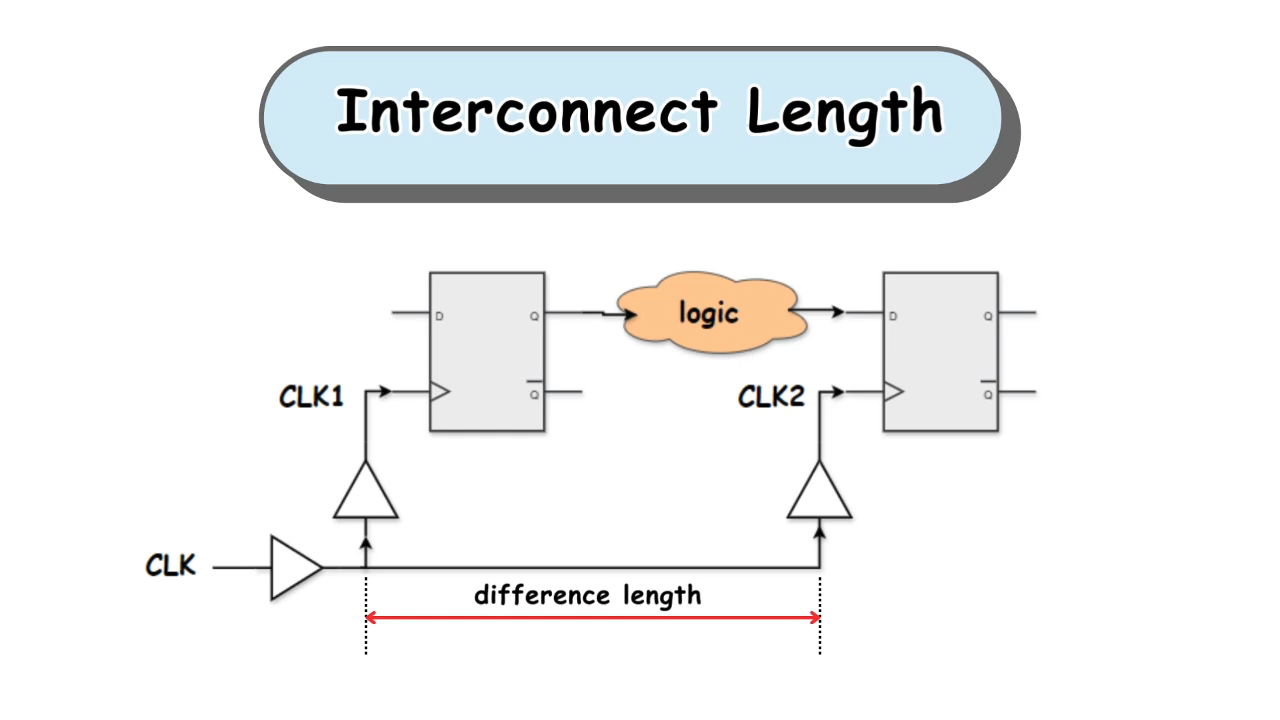 Interconnect Length
D
Q
logic
D
Q
CLK1
Q
CLK2
Q
CLK
difference length